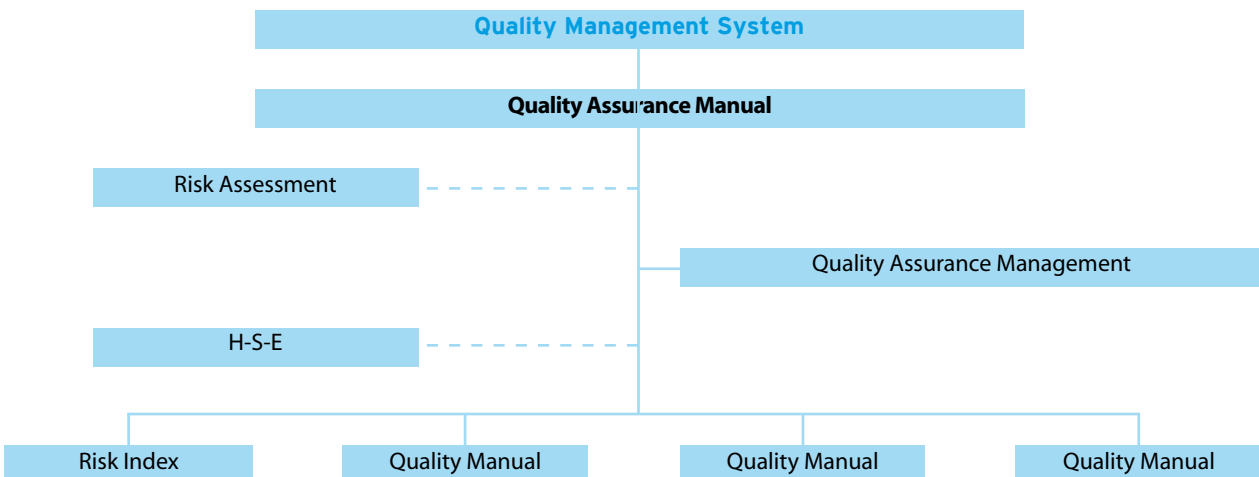 Quality Management System
Quality Assurance Manual
Risk Assessment
Quality Assurance Management
H-S-E
Risk Index
Quality Manual
Quality Manual
Quality Manual